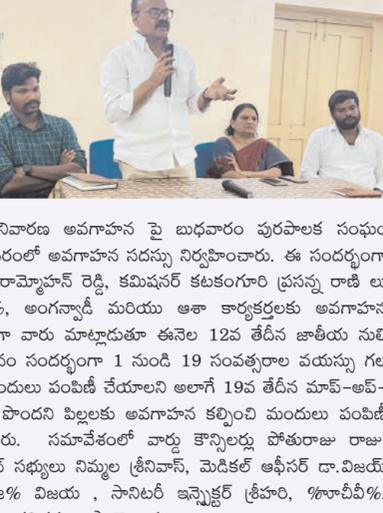 నివారణ అవగాహన పై బుధవారం పురపాలక సంఘం
రంలో అవగాహన సదస్సు నిర్వహించారు. ఈ సందర్భంగా
రామ్మోహన్ రెడ్డి, కమిషనర్ కటకంగూరి ప్రసన్న రాణి లు
%, అంగన్వాడీ మరియు ఆశా కార్యకర్తలకు అవగాహన
గా వారు మాట్లాడుతూ ఈనెల 12వ తేదీన జాతీయ నులి
నం సందర్భంగా 1 నుండి 19 సంవత్సరాల వయస్సు గల
ందులు పంపిణీ చేయాలని అలాగే 19వ తేదీన మాప్-అప్-
పొందని పిల్లలకు అవగాహన కల్పించి మందులు పంపిణీ
రు. సమావేశంలో వార్డు కౌన్సిలర్లు పోతురాజు రాజు
సభ్యులు నిమ్మల శ్రీనివాస్, మెడికల్ ఆఫీసర్ డా.విజయ్
% విజయ , సానిటరీ ఇన్స్పెక్టర్ శ్రీహరి,